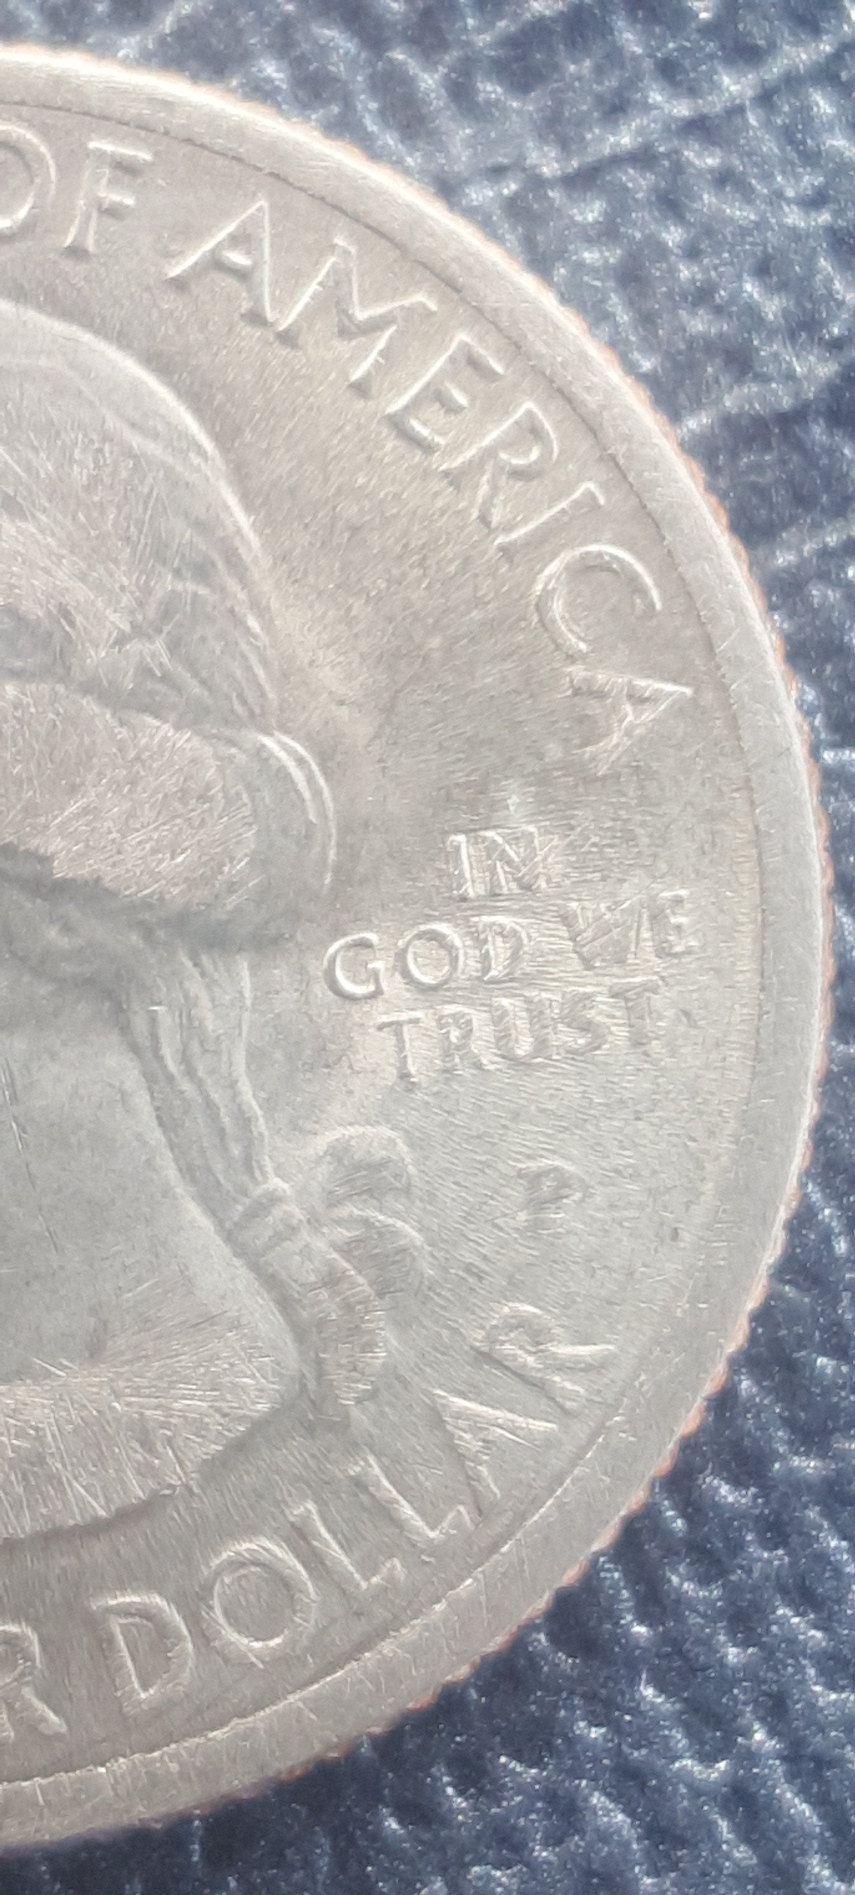 OF AMERICA
IN
GOD WE
TRUST
P
R DOLLAR